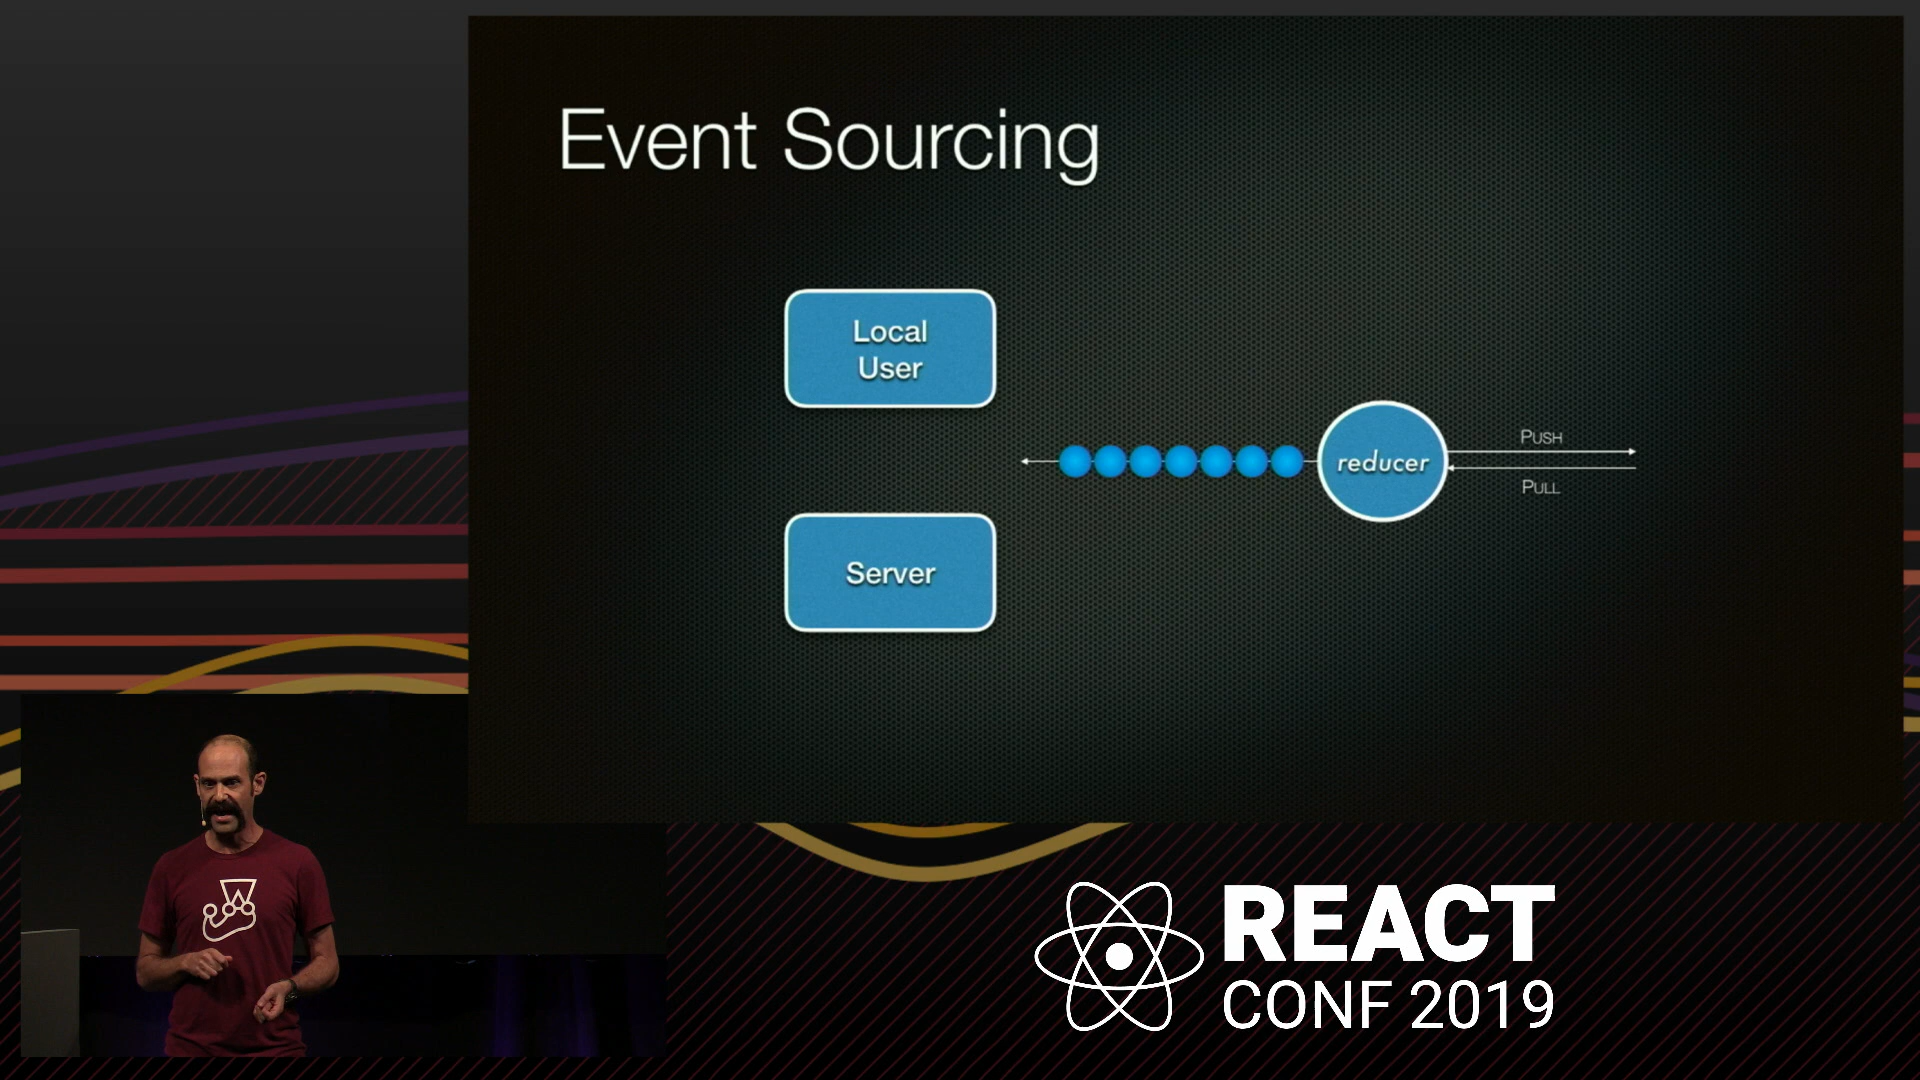 Event Sourcing
Local
User
Server
reducer
PUSH
PULL
REACT
CONF 2019